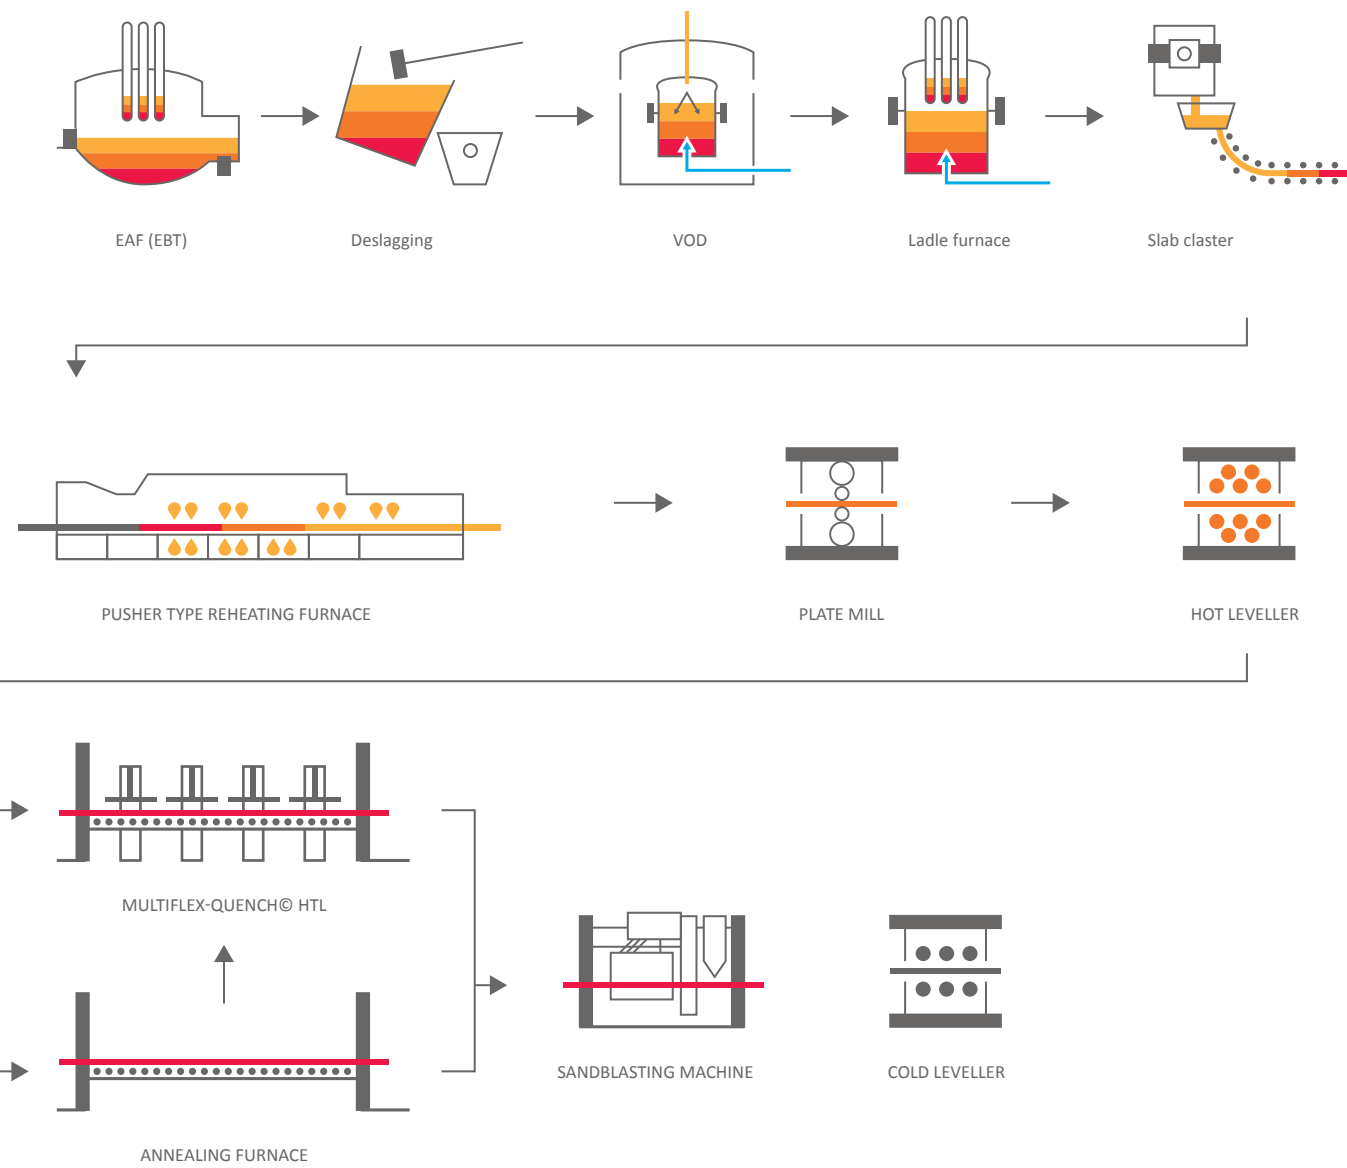 EAF (EBT)
Deslagging
VOD
Ladle furnace
Slab claster
PUSHER TYPE REHEATING FURNACE
PLATE MILL
HOT LEVELLER
MULTIFLEX-QUENCH© HTL
SANDBLASTING MACHINE
COLD LEVELLER
ANNEALING FURNACE